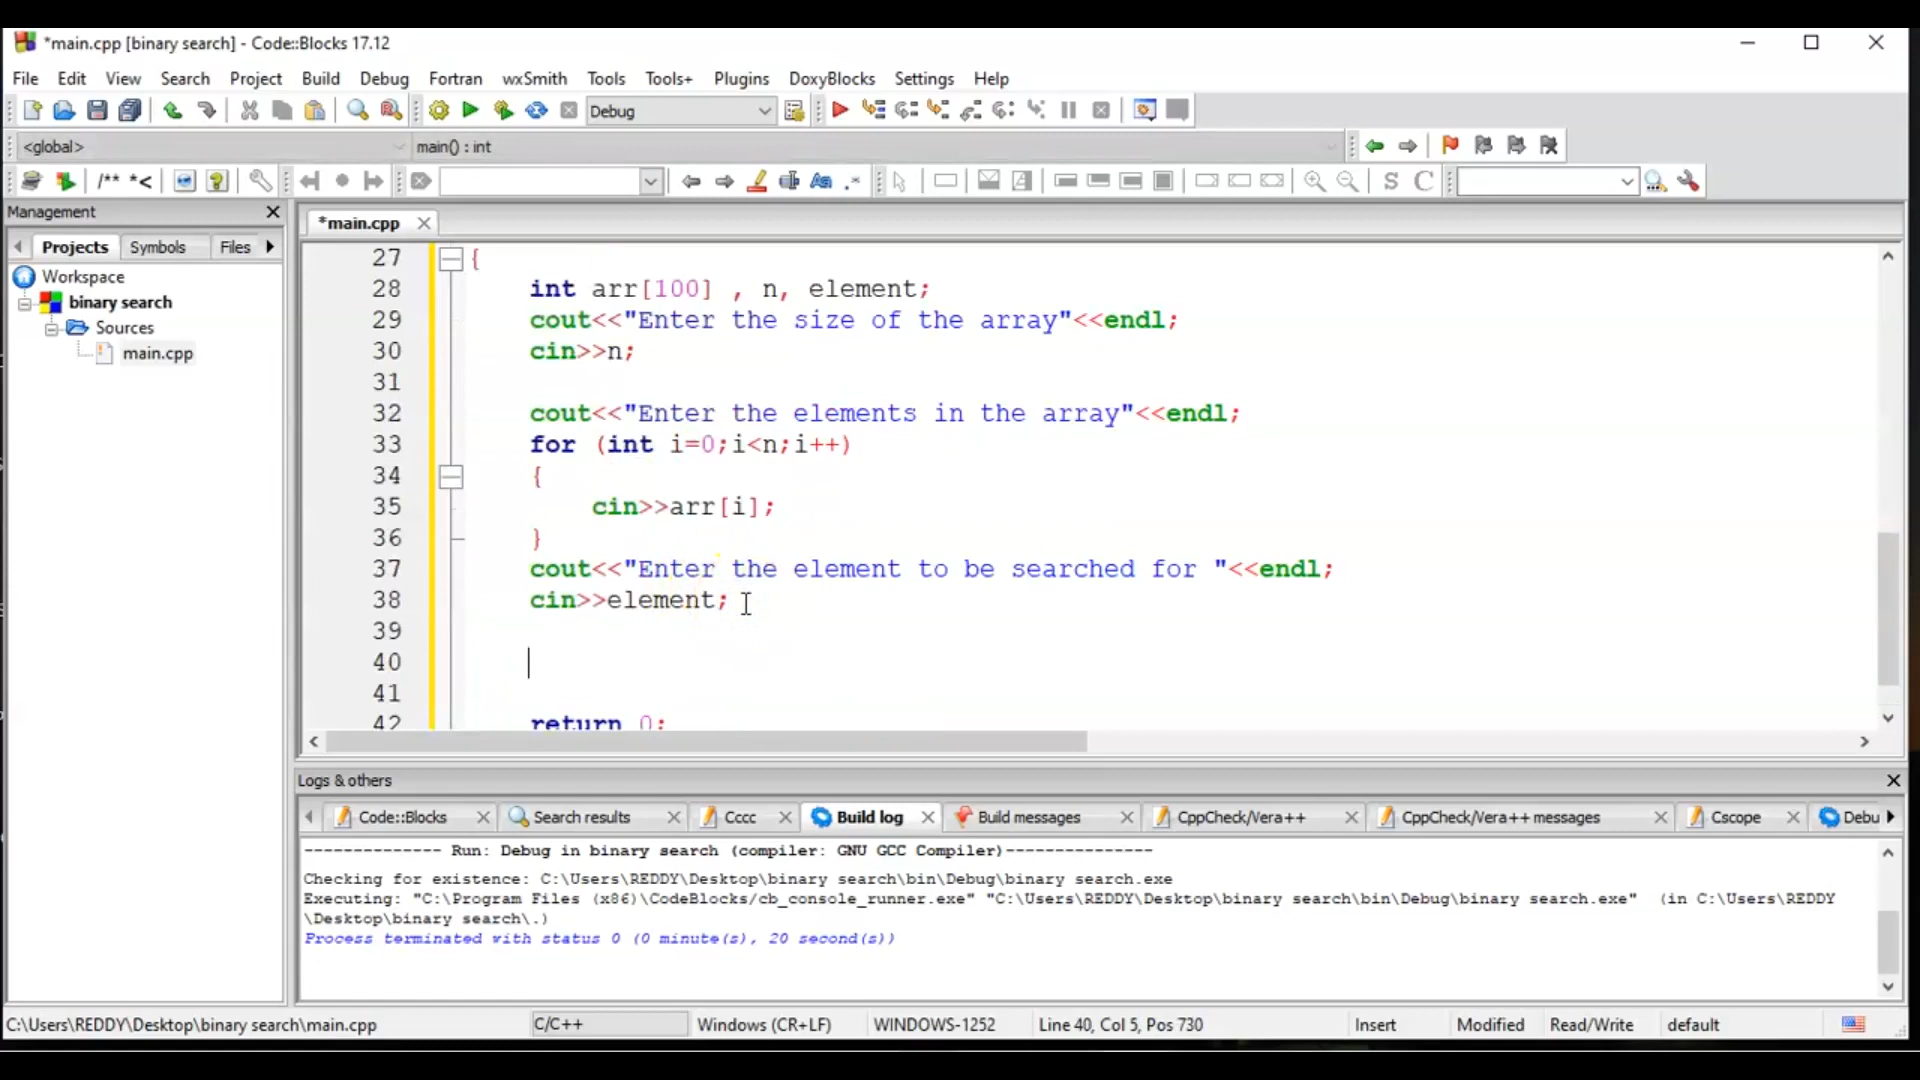 *main.cpp [binary search] - Code::Blocks 17.12
File Edit View Search Project Build Debug Fortran wxSmith Tools Tools+ Plugins DoxyBlocks Settings Help
Debug
<global> main() : int
/** *< Aa .* S C
Management
Projects Symbols Files
Workspace
binary search
Sources
main.cpp
*main.cpp
27 {
28 int arr[100] , n, element;
29 cout<<"Enter the size of the array"<<endl;
30 cin>>n;
31
32 cout<<"Enter the elements in the array"<<endl;
33 for (int i=0;i<n;i++)
34 {
35 cin>>arr[i];
36 }
37 cout<<"Enter the element to be searched for "<<endl;
38 cin>>element;
39
40
41
42 return 0;
Logs & others
Code::Blocks Search results Cccc Build log Build messages CppCheck/Vera++ CppCheck/Vera++ messages Cscope Debu
-------------- Run: Debug in binary search (compiler: GNU GCC Compiler)---------------
Checking for existence: C:\Users\REDDY\Desktop\binary search\bin\Debug\binary search.exe
Executing: "C:\Program Files (x86)\CodeBlocks/cb_console_runner.exe" "C:\Users\REDDY\Desktop\binary search\bin\Debug\binary search.exe" (in C:\Users\REDDY
\Desktop\binary search\.)
Process terminated with status 0 (0 minute(s), 20 second(s))
C:\Users\REDDY\Desktop\binary search\main.cpp C/C++ Windows (CR+LF) WINDOWS-1252 Line 40, Col 5, Pos 730 Insert Modified Read/Write default